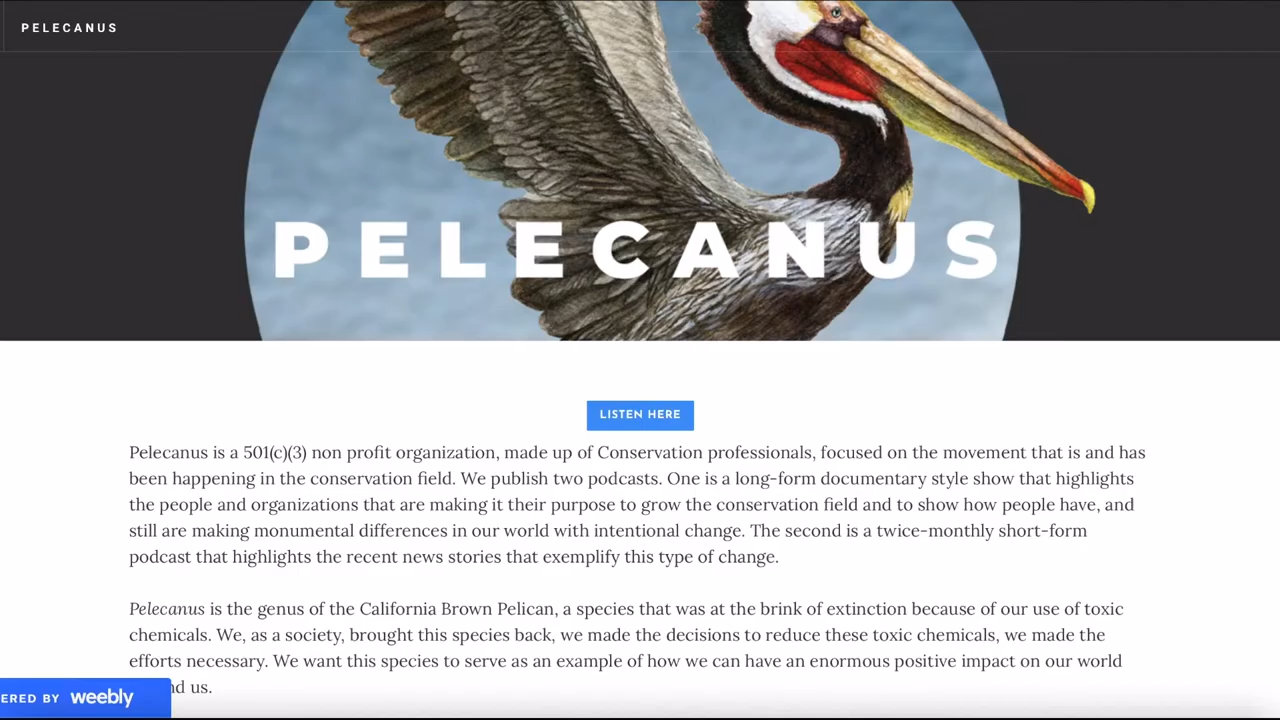 PELECANUS
PELECANUS
LISTEN HERE
Pelecanus is a 501(c)(3) non profit organization, made up of Conservation professionals, focused on the movement that is and has
been happening in the conservation field. We publish two podcasts. One is a long-form documentary style show that highlights
the people and organizations that are making it their purpose to grow the conservation field and to show how people have, and
still are making monumental differences in our world with intentional change. The second is a twice-monthly short-form
podcast that highlights the recent news stories that exemplify this type of change.
Pelecanus is the genus of the California Brown Pelican, a species that was at the brink of extinction because of our use of toxic
chemicals. We, as a society, brought this species back, we made the decisions to reduce these toxic chemicals, we made the
efforts necessary. We want this species to serve as an example of how we can have an enormous positive impact on our world
nd us.
ERED BY weebly